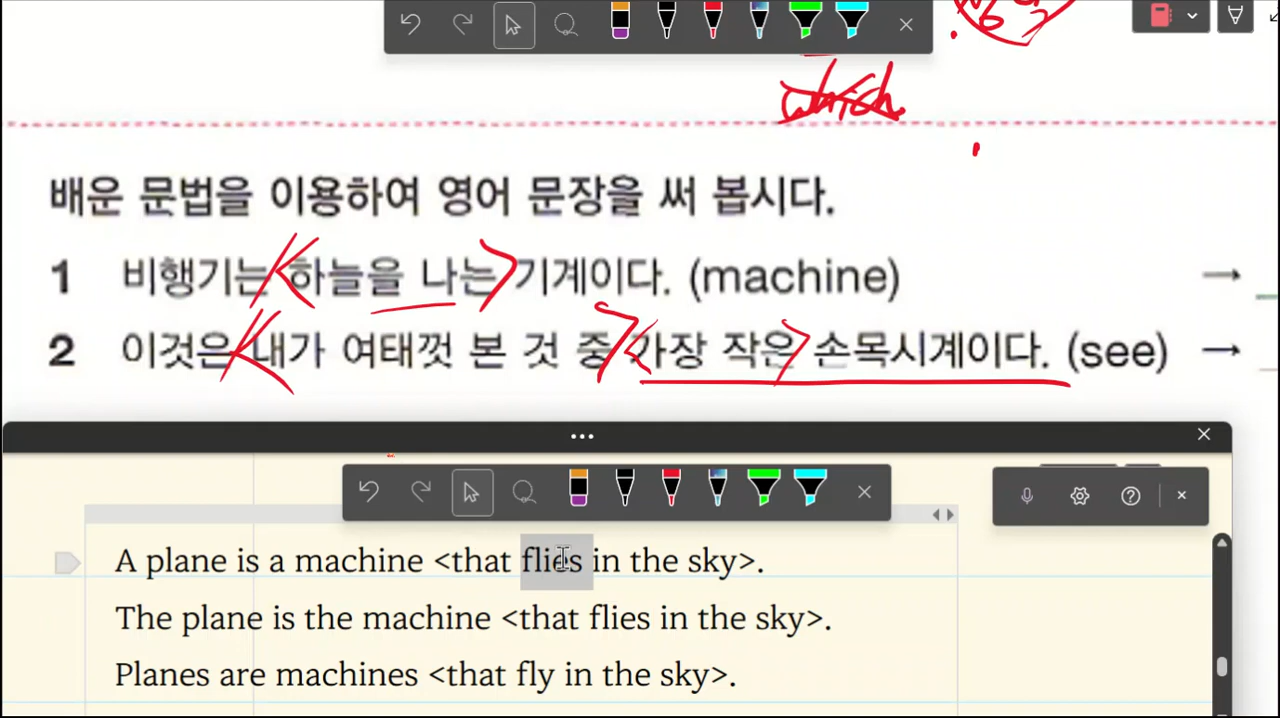 which
배운 문법을 이용하여 영어 문장을 써 봅시다.
1 비행기는 하늘을 나는 기계이다. (machine) →
2 이것은 내가 여태껏 본 것 중 가장 작은 손목시계이다. (see) →
A plane is a machine <that flies in the sky>.
The plane is the machine <that flies in the sky>.
Planes are machines <that fly in the sky>.